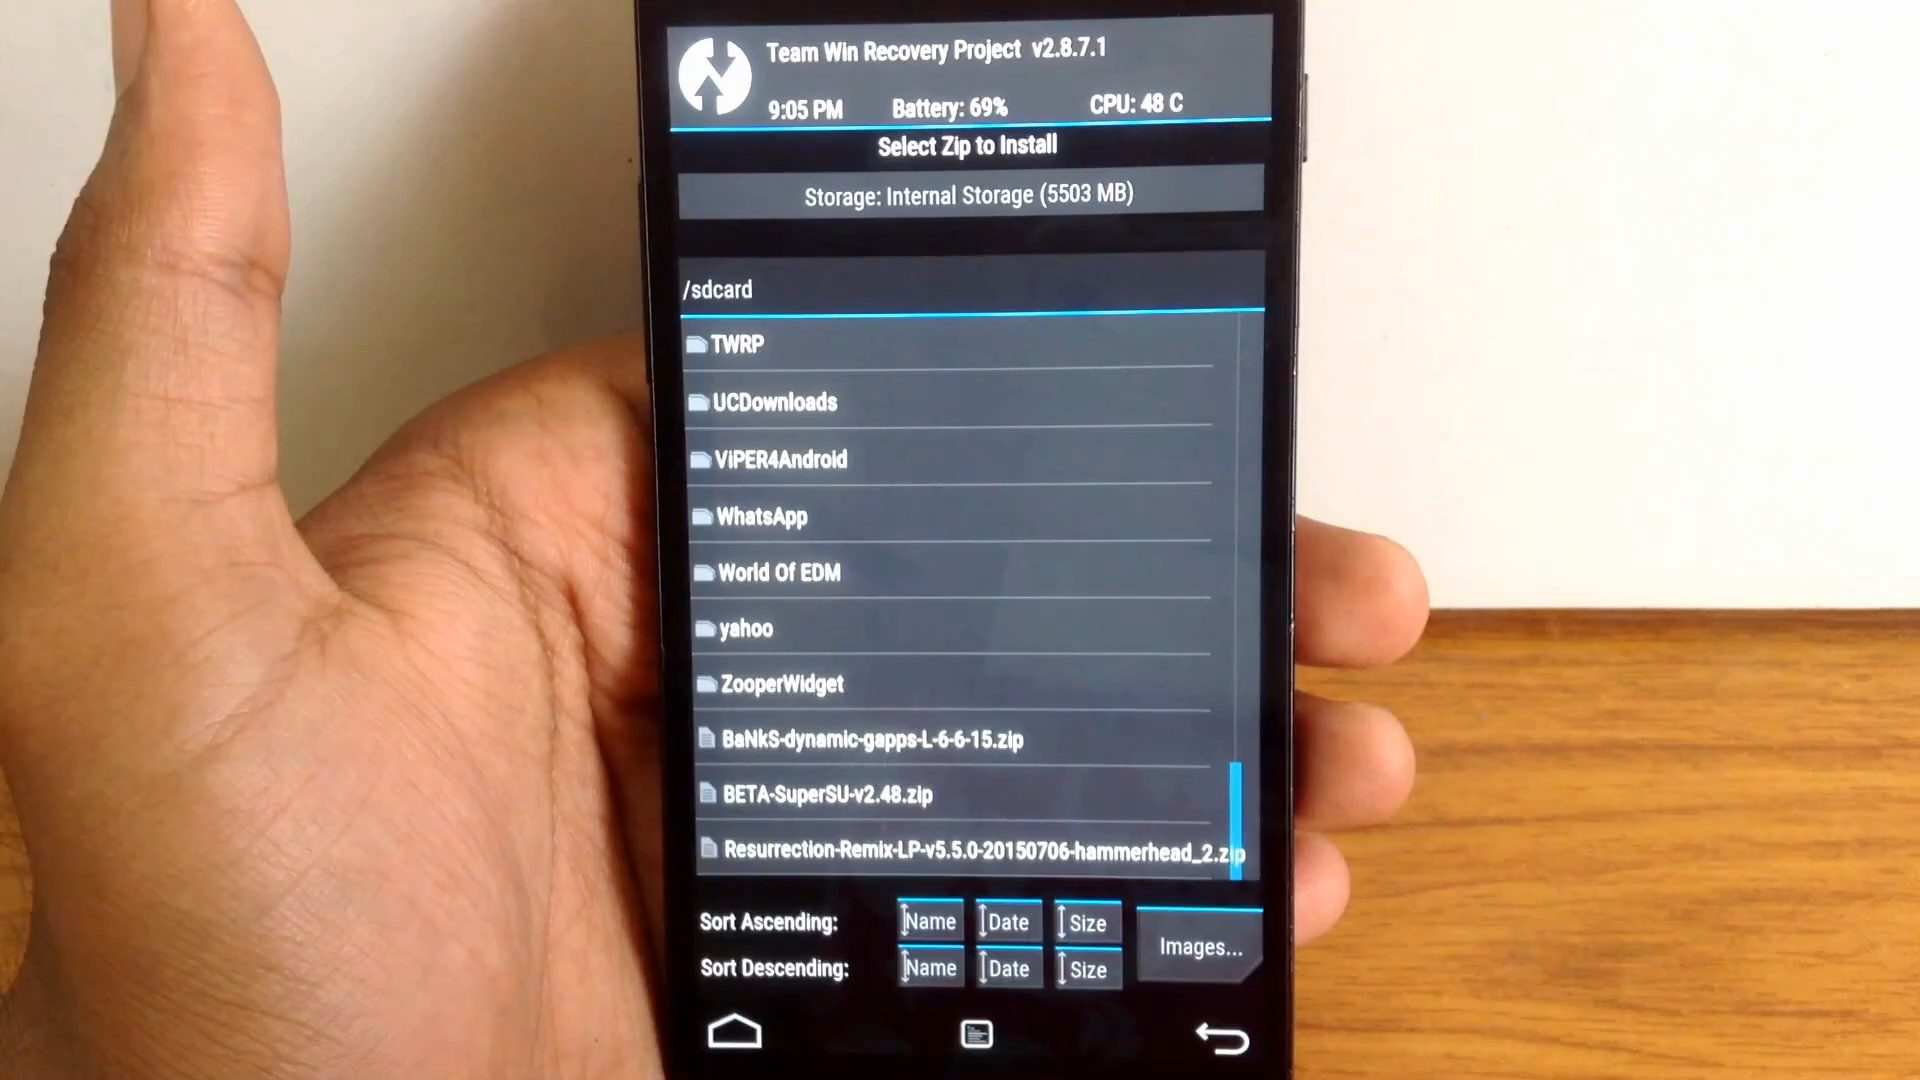 Team Win Recovery Project v2.8.7.1
9:05 PM Battery: 69% CPU: 48 C
Select Zip to Install
Storage: Internal Storage (5503 MB)
/sdcard
TWRP
UCDownloads
ViPER4Android
WhatsApp
World Of EDM
yahoo
ZooperWidget
BaNkS-dynamic-gapps-L-6-6-15.zip
BETA-SuperSU-v2.48.zip
Resurrection-Remix-LP-v5.5.0-20150706-hammerhead_2.zip
Sort Ascending: Name Date Size
Images...
Sort Descending: Name Date Size